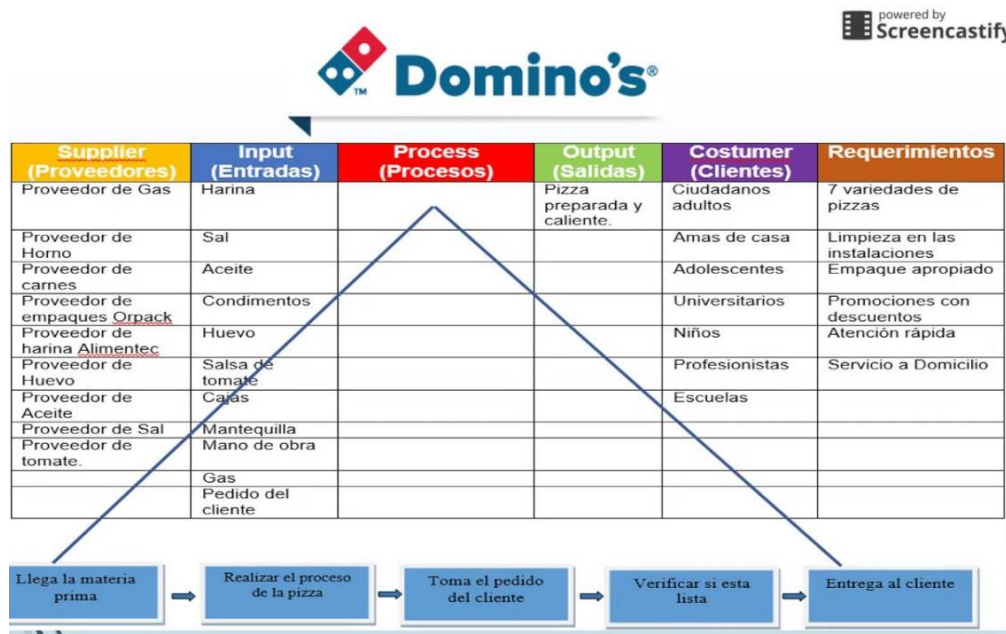 powered by
Screencastify
Domino's®
TM
Supplier
(Proveedores)
Input
(Entradas)
Process
(Procesos)
Output
(Salidas)
Costumer
(Clientes)
Requerimientos
Proveedor de Gas
Harina
Pizza
preparada y
caliente.
Ciudadanos
adultos
7 variedades de
pizzas
Proveedor de
Horno
Sal
Amas de casa
Limpieza en las
instalaciones
Proveedor de
carnes
Aceite
Adolescentes
Empaque apropiado
Proveedor de
empaques Orpack
Condimentos
Universitarios
Promociones con
descuentos
Proveedor de
harina Alimentec
Huevo
Niños
Atención rápida
Proveedor de
Huevo
Salsa de
tomate
Profesionistas
Servicio a Domicilio
Proveedor de
Aceite
Cajas
Escuelas
Proveedor de Sal
Mantequilla
Proveedor de
tomate.
Mano de obra
Gas
Pedido del
cliente
Llega la materia
prima
Realizar el proceso
de la pizza
Toma el pedido
del cliente
Verificar si esta
lista
Entrega al cliente